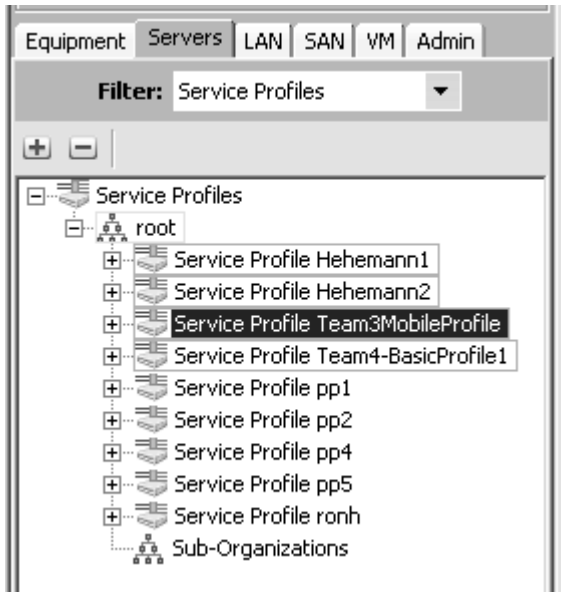 Equipment Servers LAN SAN VM Admin
Filter: Service Profiles
Service Profiles
root
Service Profile Hehemann1
Service Profile Hehemann2
Service Profile Team3MobileProfile
Service Profile Team4-BasicProfile1
Service Profile pp1
Service Profile pp2
Service Profile pp4
Service Profile pp5
Service Profile ronh
Sub-Organizations